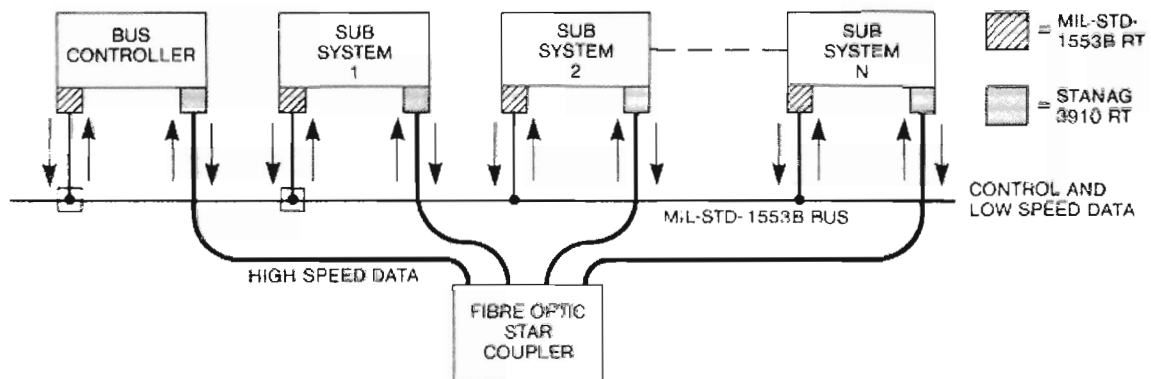 BUS
CONTROLLER
SUB
SYSTEM
1
SUB
SYSTEM
2
SUB
SYSTEM
N
= MIL-STD-
1553B RT
= STANAG
3910 RT
CONTROL AND
LOW SPEED DATA
MIL-STD-1553B BUS
HIGH SPEED DATA
FIBRE OPTIC
STAR
COUPLER